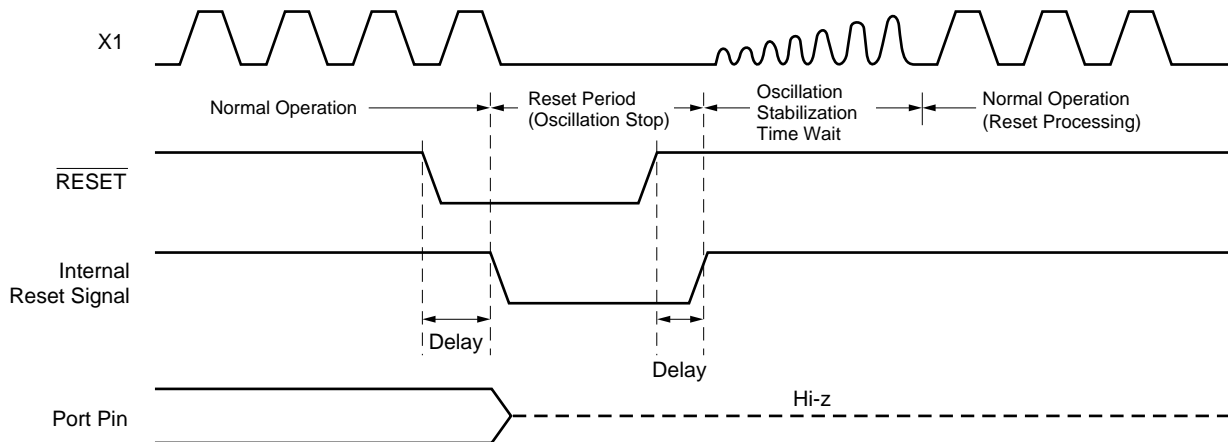 X1
Normal Operation
Reset Period
(Oscillation Stop)
Oscillation
Stabilization
Time Wait
Normal Operation
(Reset Processing)
RESET
Internal
Reset Signal
Delay
Delay
Port Pin
Hi-z